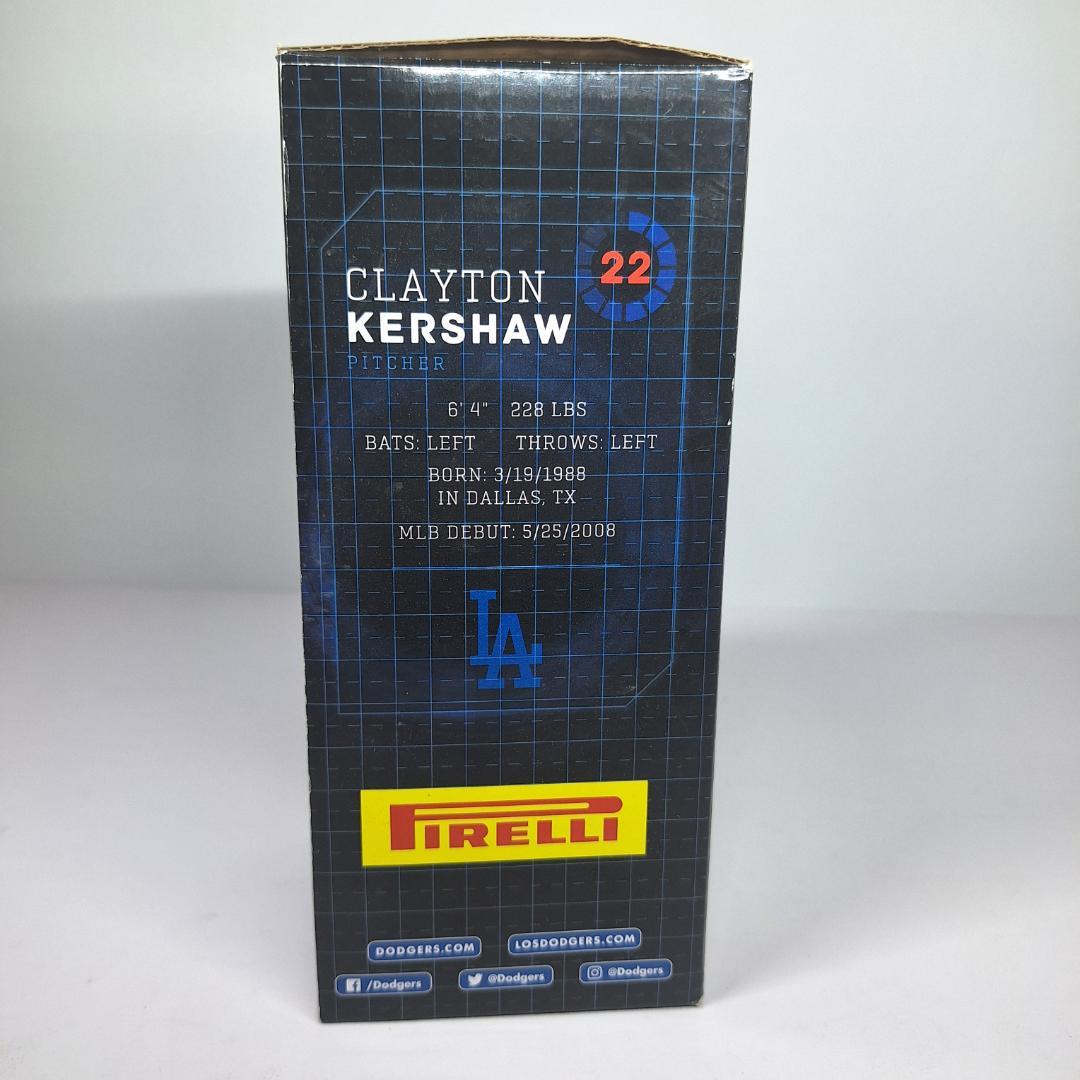 22
CLAYTON
KERSHAW
PITCHER
6' 4" 228 LBS
BATS: LEFT THROWS: LEFT
BORN: 3/19/1988
IN DALLAS, TX
MLB DEBUT: 5/25/2008
LA
PIRELLI
DODGERS.COM LOSDODGERS.COM
/Dodgers @Dodgers @Dodgers